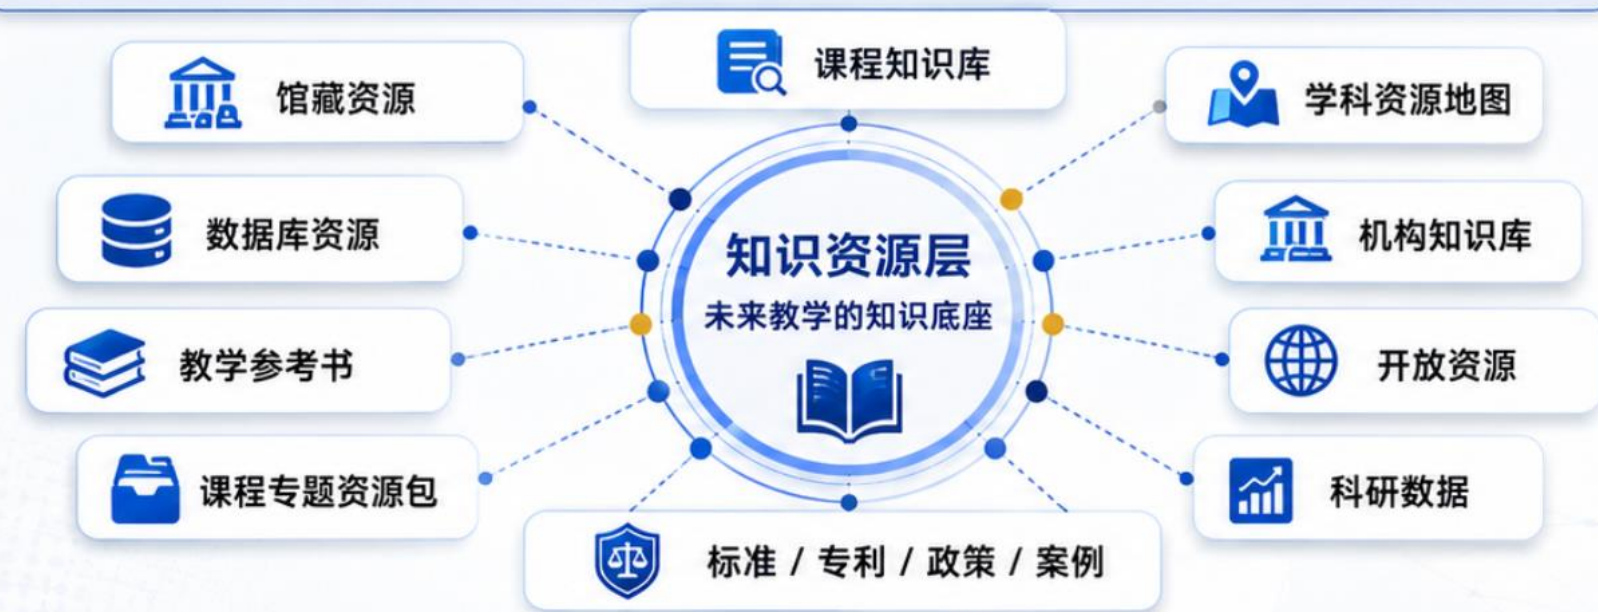 课程知识库
馆藏资源
学科资源地图
数据库资源
机构知识库
知识资源层
未来教学的知识底座
教学参考书
开放资源
课程专题资源包
科研数据
标准 / 专利 / 政策 / 案例